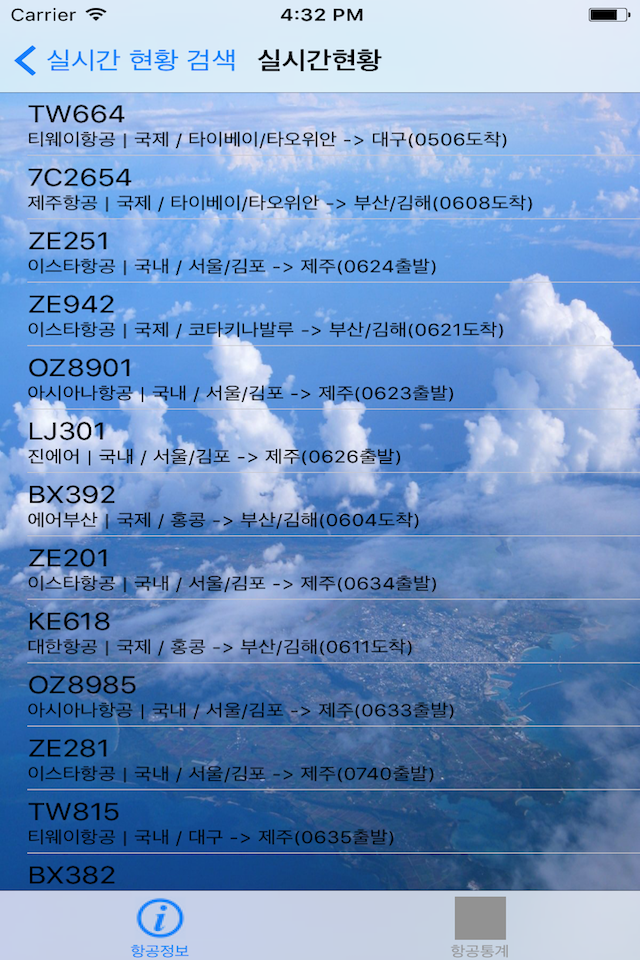 Carrier 4:32 PM
실시간 현황 검색 실시간현황
TW664
티웨이항공 | 국제 / 타이베이/타오위안 -> 대구(0506도착)
7C2654
제주항공 | 국제 / 타이베이/타오위안 -> 부산/김해(0608도착)
ZE251
이스타항공 | 국내 / 서울/김포 -> 제주(0624출발)
ZE942
이스타항공 | 국제 / 코타키나발루 -> 부산/김해(0621도착)
OZ8901
아시아나항공 | 국내 / 서울/김포 -> 제주(0623출발)
LJ301
진에어 | 국내 / 서울/김포 -> 제주(0626출발)
BX392
에어부산 | 국제 / 홍콩 -> 부산/김해(0604도착)
ZE201
이스타항공 | 국내 / 서울/김포 -> 제주(0634출발)
KE618
대한항공 | 국제 / 홍콩 -> 부산/김해(0611도착)
OZ8985
아시아나항공 | 국내 / 서울/김포 -> 제주(0633출발)
ZE281
이스타항공 | 국내 / 서울/김포 -> 제주(0740출발)
TW815
티웨이항공 | 국내 / 대구 -> 제주(0635출발)
BX382
항공정보 항공통계